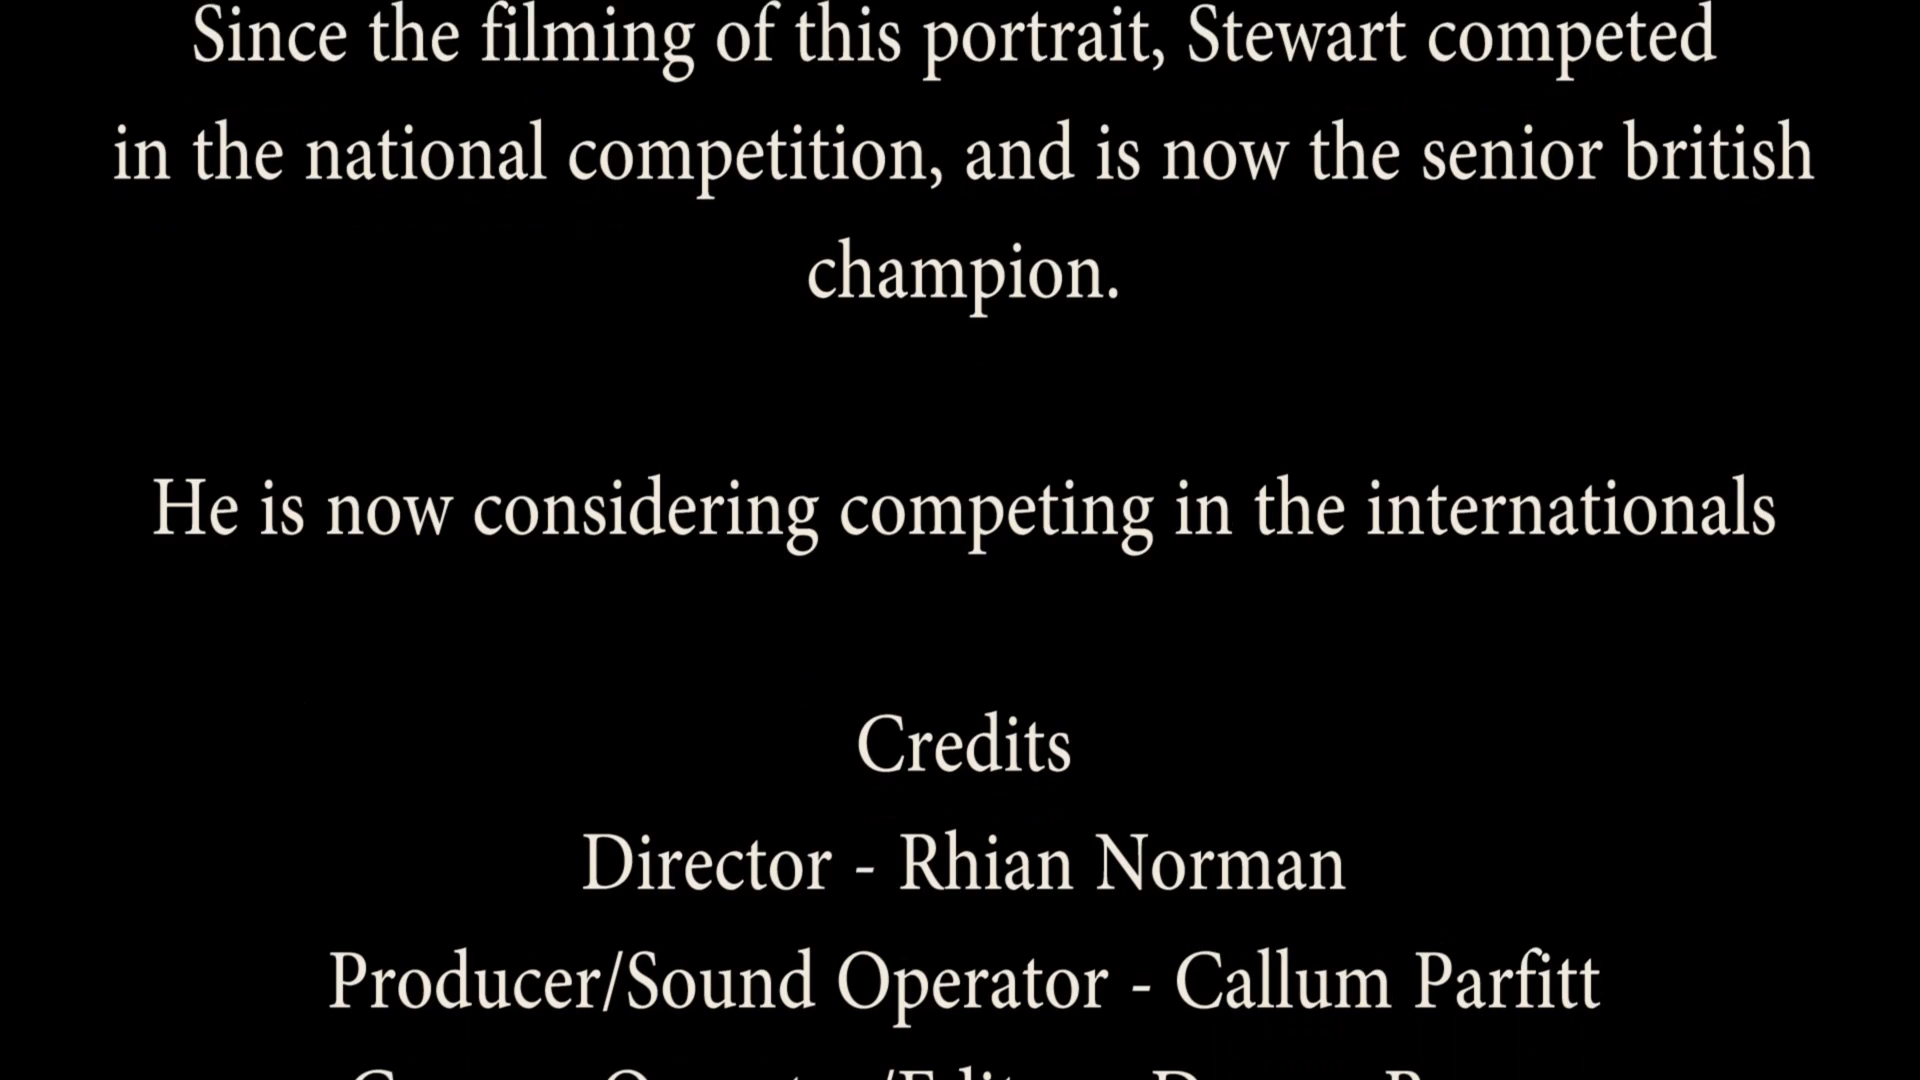 Since the filming of this portrait, Stewart competed
in the national competition, and is now the senior british
champion.
He is now considering competing in the internationals
Credits
Director - Rhian Norman
Producer/Sound Operator - Callum Parfitt